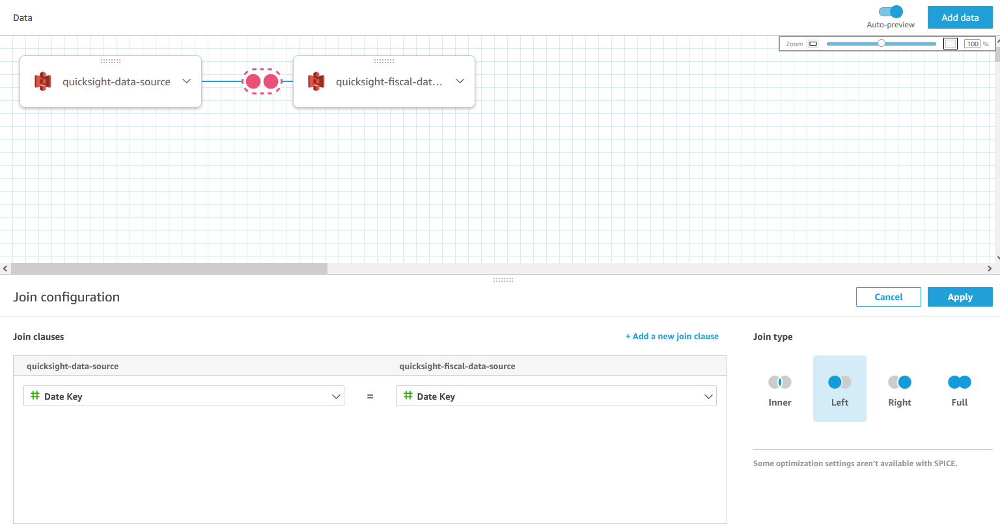 Data
Auto-preview
Add data
Zoom
100 %
quicksight-data-source
quicksight-fiscal-dat...
Join configuration
Cancel
Apply
Join clauses
+ Add a new join clause
Join type
quicksight-data-source
quicksight-fiscal-data-source
Date Key
=
Date Key
Inner
Left
Right
Full
Some optimization settings aren't available with SPICE.